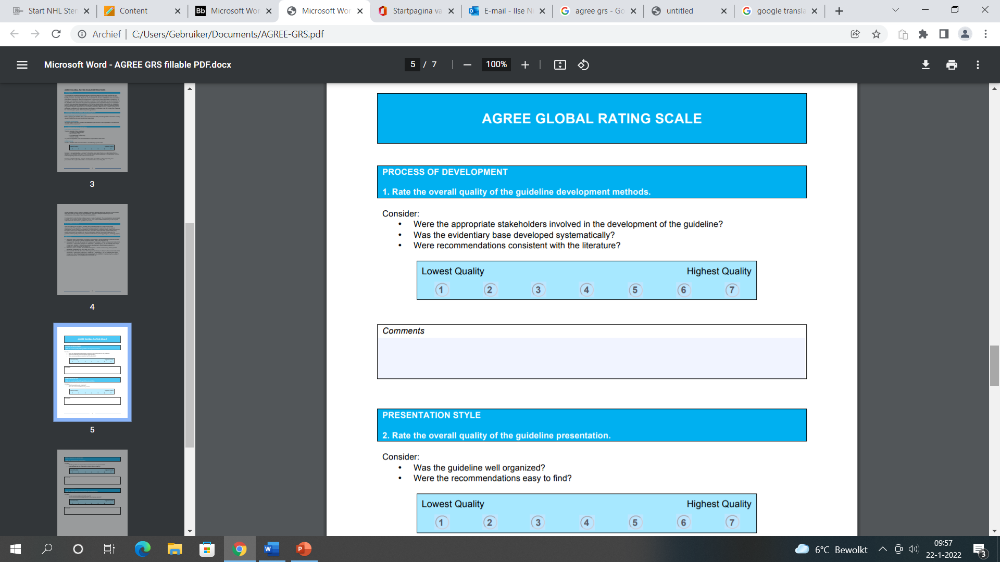 Start NHL Sten
Content
Bb
Microsoft Wor
Microsoft Wor
Startpagina va
E-mail - Ilse N
agree grs - Go
untitled
google transla
Archief
C:/Users/Gebruiker/Documents/AGREE-GRS.pdf
Microsoft Word - AGREE GRS fillable PDF.docx
5 / 7
100%
3
4
5
AGREE GLOBAL RATING SCALE
PROCESS OF DEVELOPMENT
1. Rate the overall quality of the guideline development methods.
Consider:
• Were the appropriate stakeholders involved in the development of the guideline?
• Was the evidentiary base developed systematically?
• Were recommendations consistent with the literature?
Lowest Quality Highest Quality
1 2 3 4 5 6 7
Comments
PRESENTATION STYLE
2. Rate the overall quality of the guideline presentation.
Consider:
• Was the guideline well organized?
• Were the recommendations easy to find?
Lowest Quality Highest Quality
1 2 3 4 5 6 7
6°C Bewolkt
09:57
22-1-2022
3